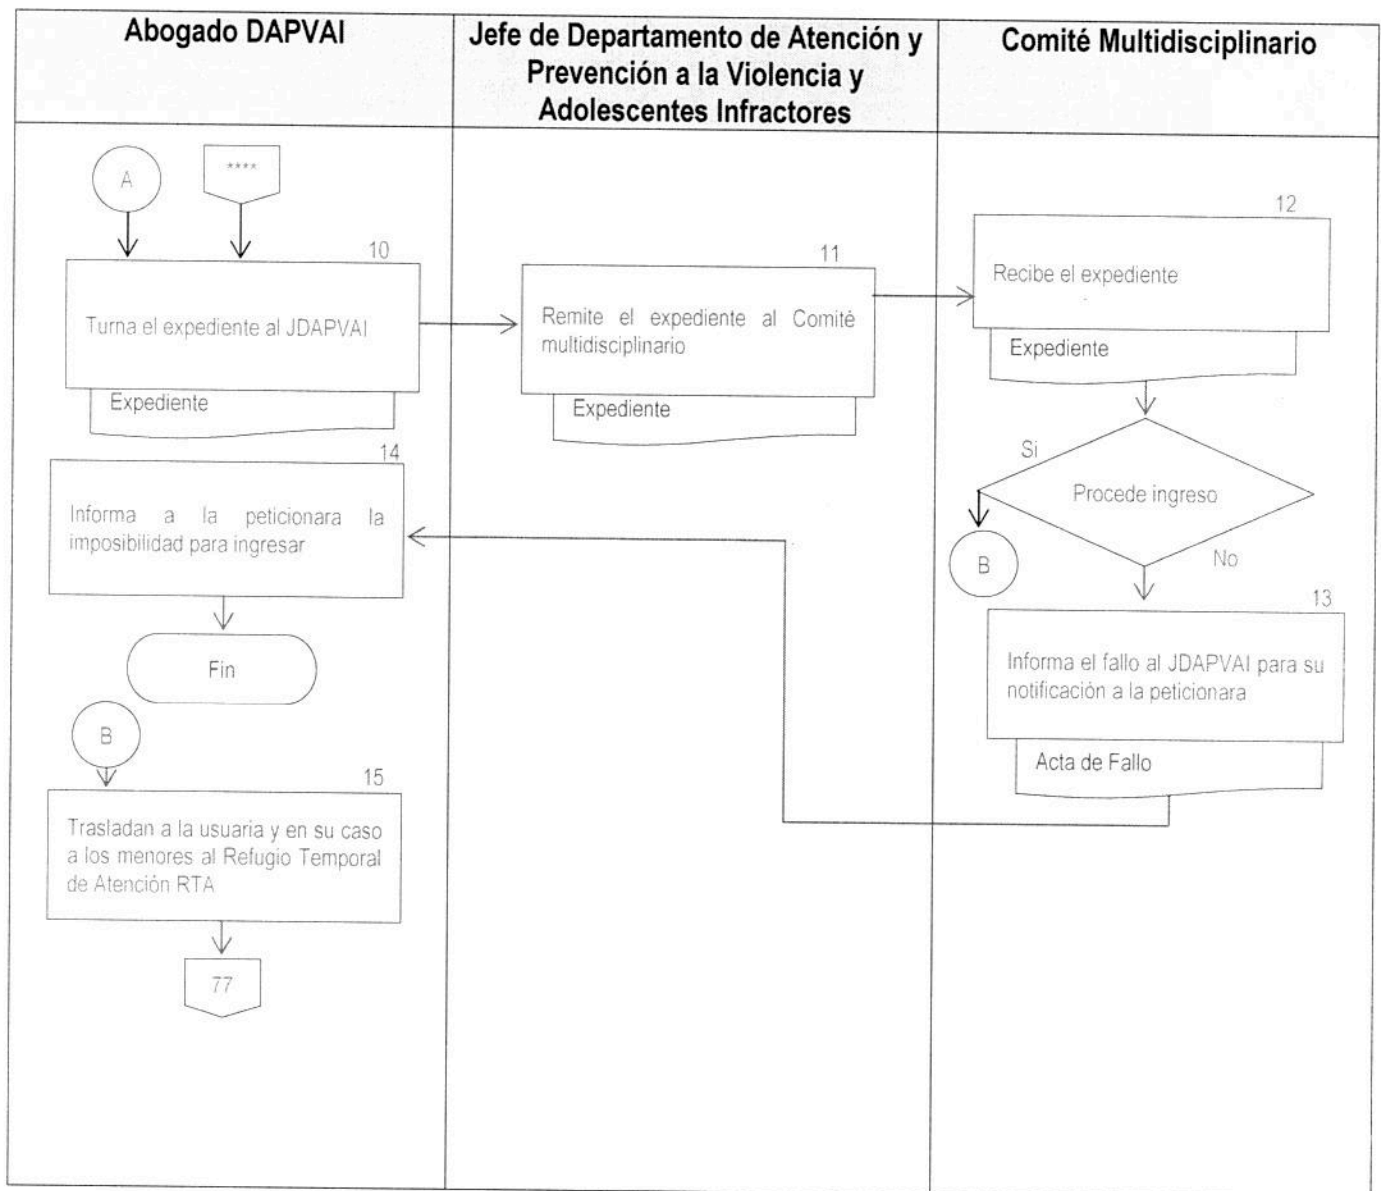 Abogado DAPVAI
Jefe de Departamento de Atención y
Prevención a la Violencia y
Adolescentes Infractores
Comité Multidisciplinario
A
****
10
Turna el expediente al JDAPVAI
Expediente
11
Remite el expediente al Comité
multidisciplinario
Expediente
12
Recibe el expediente
Expediente
Si
Procede ingreso
B
No
13
Informa el fallo al JDAPVAI para su
notificación a la peticionara
Acta de Fallo
14
Informa a la peticionara la
imposibilidad para ingresar
Fin
B
15
Trasladan a la usuaria y en su caso
a los menores al Refugio Temporal
de Atención RTA
77